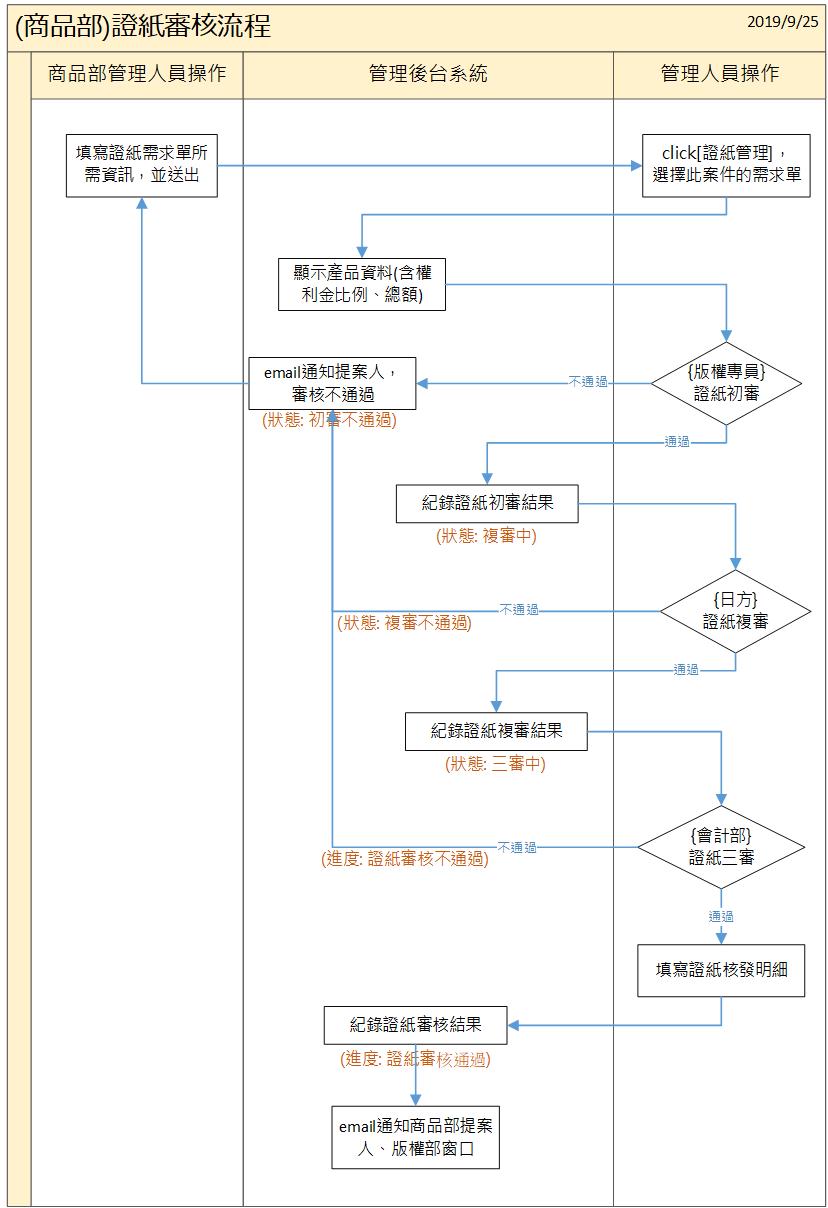 (商品部)證紙審核流程
2019/9/25
商品部管理人員操作
管理後台系統
管理人員操作
填寫證紙需求單所
需資訊，並送出
click[證紙管理]，
選擇此案件的需求單
顯示產品資料(含權
利金比例、總額)
email通知提案人，
審核不通過
(狀態: 初審不通過)
不通過
{版權專員}
證紙初審
通過
紀錄證紙初審結果
(狀態: 複審中)
{日方}
證紙複審
不通過
(狀態: 複審不通過)
通過
紀錄證紙複審結果
(狀態: 三審中)
{會計部}
證紙三審
不通過
(進度: 證紙審核不通過)
通過
填寫證紙核發明細
紀錄證紙審核結果
(進度: 證紙審核通過)
email通知商品部提案
人、版權部窗口